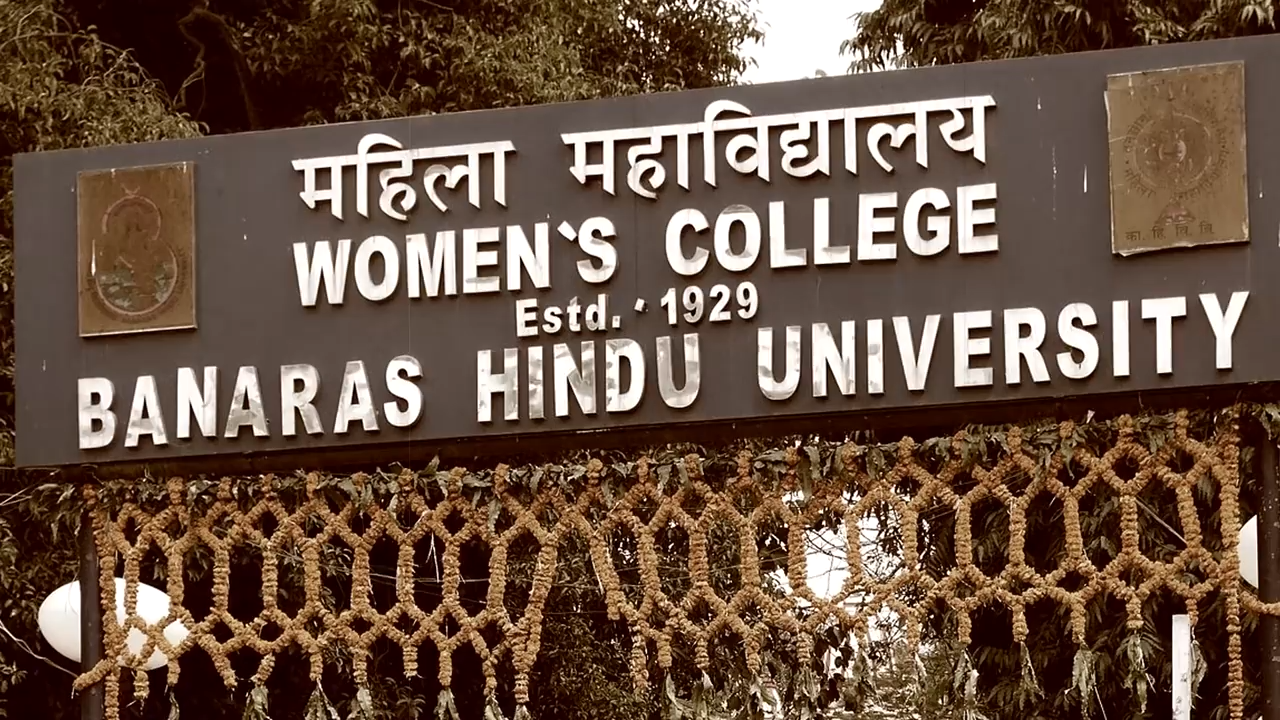 महिला महाविद्यालय
WOMEN`S COLLEGE
Estd. · 1929
BANARAS HINDU UNIVERSITY
का. हि. वि. वि.